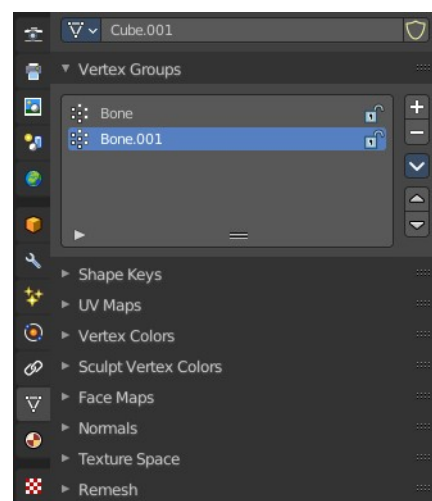 Cube.001
Vertex Groups
Bone
Bone.001
Shape Keys
UV Maps
Vertex Colors
Sculpt Vertex Colors
Face Maps
Normals
Texture Space
Remesh